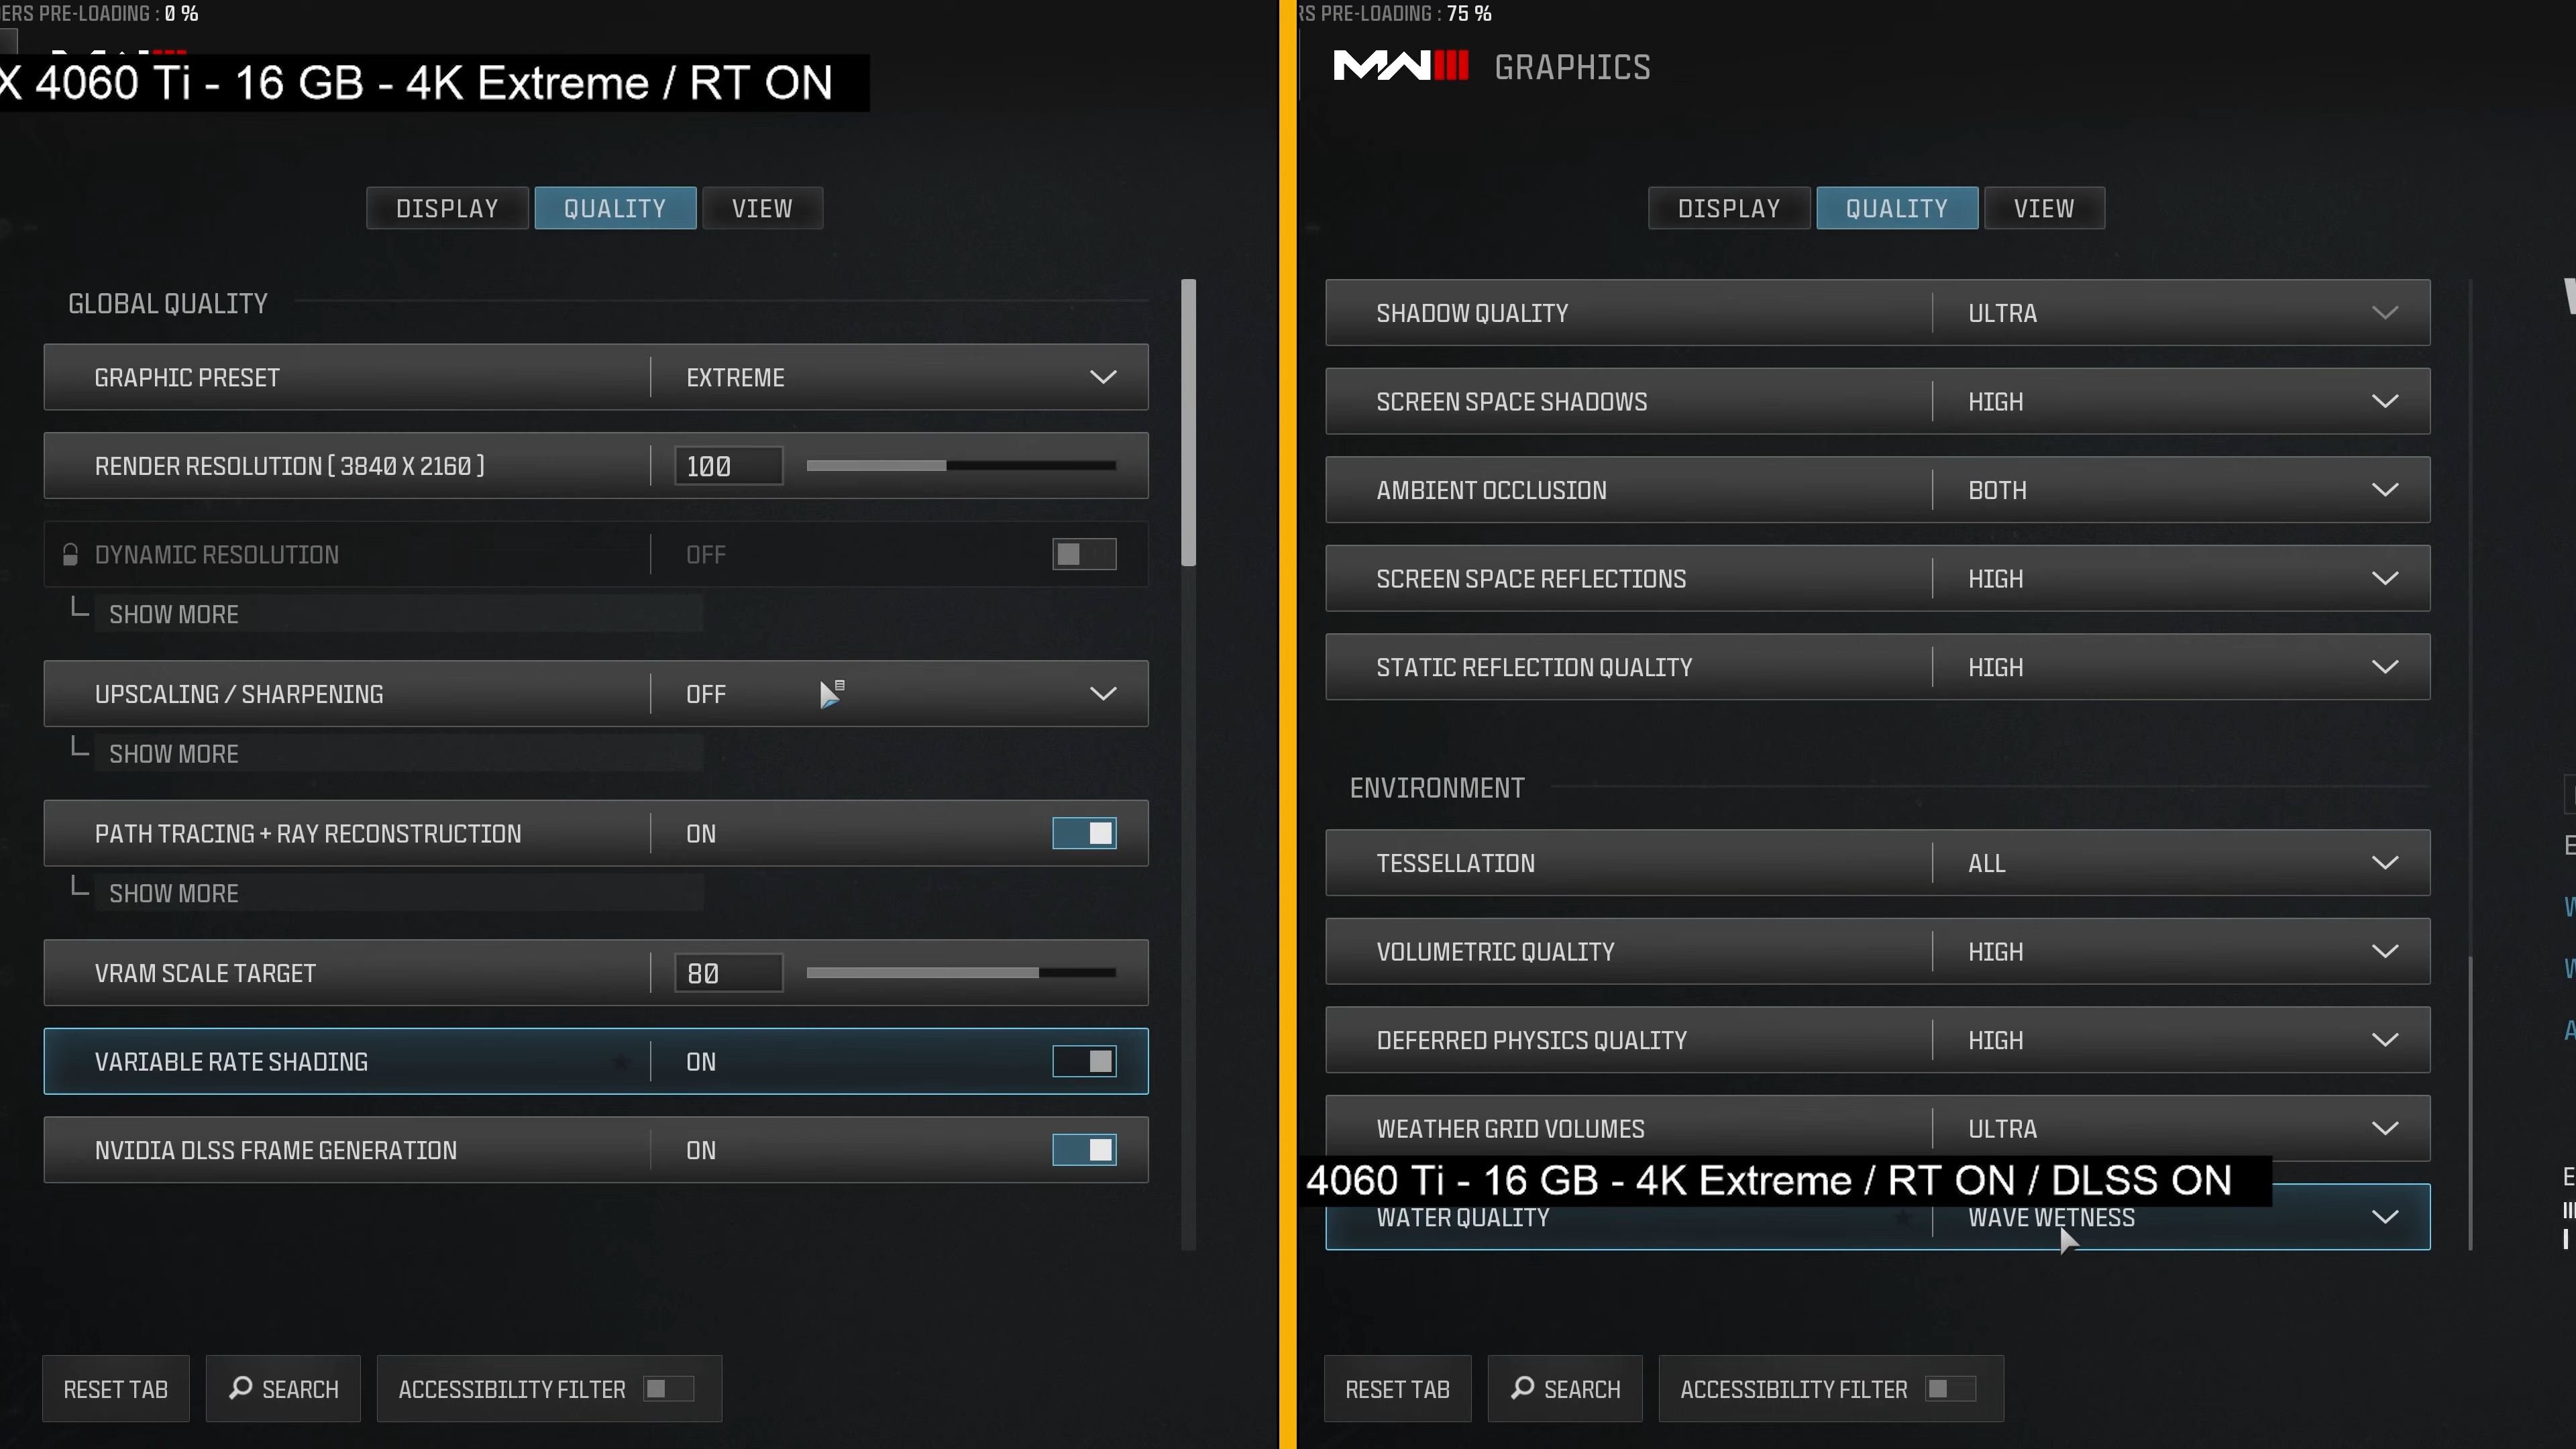 ERS PRE-LOADING : 0 %
X 4060 Ti - 16 GB - 4K Extreme / RT ON
DISPLAY
QUALITY
VIEW
GLOBAL QUALITY
GRAPHIC PRESET EXTREME
RENDER RESOLUTION [ 3840 X 2160 ] 100
DYNAMIC RESOLUTION OFF
SHOW MORE
UPSCALING / SHARPENING OFF
SHOW MORE
PATH TRACING + RAY RECONSTRUCTION ON
SHOW MORE
VRAM SCALE TARGET 80
VARIABLE RATE SHADING ON
NVIDIA DLSS FRAME GENERATION ON
RESET TAB
SEARCH
ACCESSIBILITY FILTER
RS PRE-LOADING : 75 %
MWIII GRAPHICS
DISPLAY
QUALITY
VIEW
SHADOW QUALITY ULTRA
SCREEN SPACE SHADOWS HIGH
AMBIENT OCCLUSION BOTH
SCREEN SPACE REFLECTIONS HIGH
STATIC REFLECTION QUALITY HIGH
ENVIRONMENT
TESSELLATION ALL
VOLUMETRIC QUALITY HIGH
DEFERRED PHYSICS QUALITY HIGH
WEATHER GRID VOLUMES ULTRA
4060 Ti - 16 GB - 4K Extreme / RT ON / DLSS ON
WATER QUALITY WAVE WETNESS
RESET TAB
SEARCH
ACCESSIBILITY FILTER